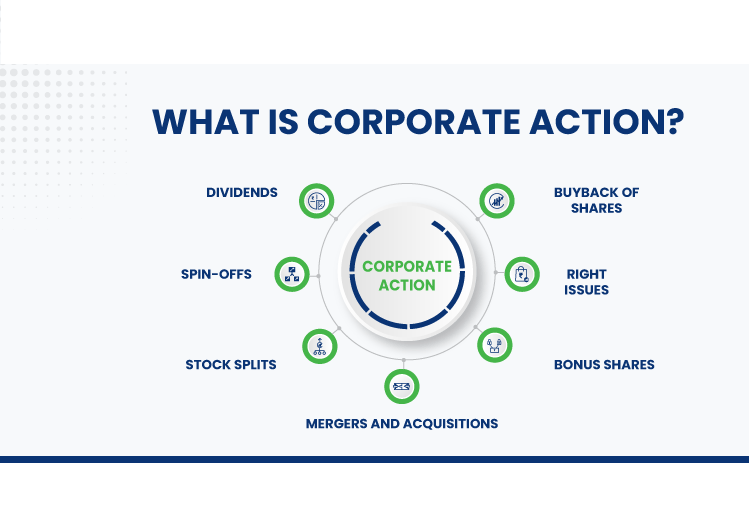 WHAT IS CORPORATE ACTION?
DIVIDENDS
BUYBACK OF
SHARES
SPIN-OFFS
CORPORATE
ACTION
RIGHT
ISSUES
STOCK SPLITS
BONUS SHARES
MERGERS AND ACQUISITIONS